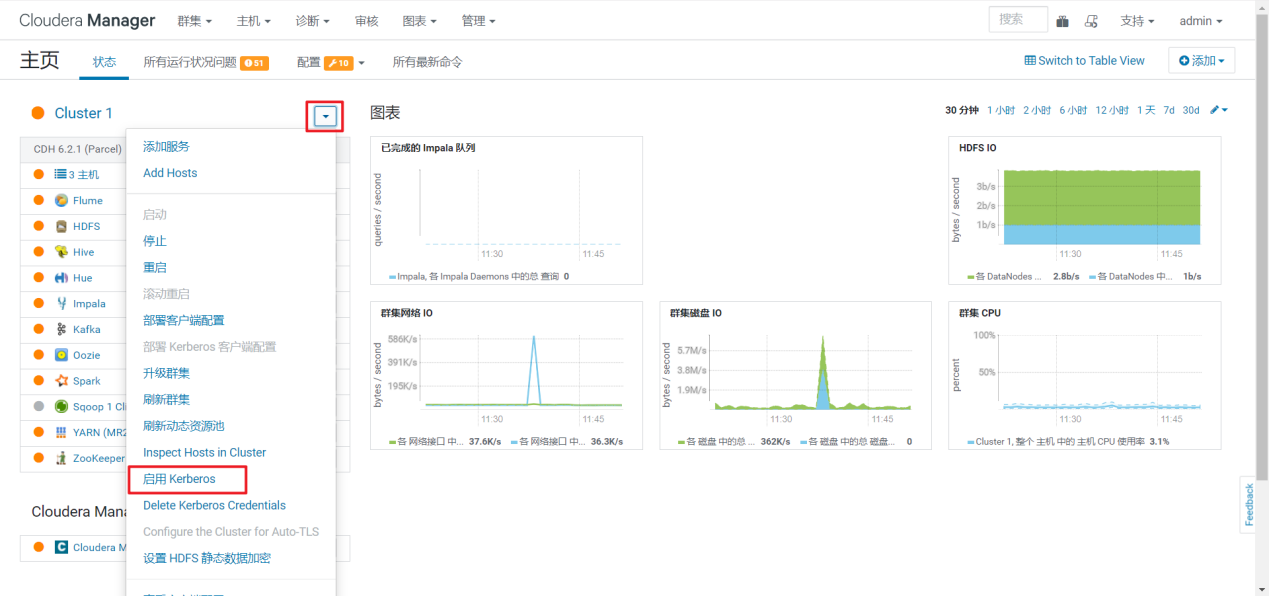 Cloudera Manager 群集 主机 诊断 审核 图表 管理 搜索 支持 admin
主页 状态 所有运行状况问题 51 配置 10 所有最新命令 Switch to Table View 添加
Cluster 1
CDH 6.2.1 (Parcel)
3 主机
Flume
HDFS
Hive
Hue
Impala
Kafka
Oozie
Spark
Sqoop 1 Cli
YARN (MR2
ZooKeeper
Cloudera Mana
Cloudera M
添加服务
Add Hosts
启动
停止
重启
滚动重启
部署客户端配置
部署 Kerberos 客户端配置
升级群集
刷新群集
刷新动态资源池
Inspect Hosts in Cluster
启用 Kerberos
Delete Kerberos Credentials
Configure the Cluster for Auto-TLS
设置 HDFS 静态数据加密
图表
30 分钟 1 小时 2 小时 6 小时 12 小时 1 天 7d 30d
已完成的 Impala 队列
queries / second
11:30 11:45
Impala, 各 Impala Daemons 中的总 查询 0
HDFS IO
bytes / second
3b/s
2b/s
1b/s
11:30 11:45
各 DataNodes ... 2.8b/s 各 DataNodes 中... 1b/s
群集网络 IO
bytes / second
586K/s
391K/s
195K/s
11:30 11:45
各 网络接口 中... 37.6K/s 各 网络接口 中... 36.3K/s
群集磁盘 IO
bytes / second
5.7M/s
3.8M/s
1.9M/s
11:30 11:45
各 磁盘 中的总 ... 362K/s 各 磁盘 中的总 磁盘... 0
群集 CPU
percent
100%
50%
11:30 11:45
Cluster 1, 整个 主机 中的 主机 CPU 使用率 3.1%
Feedback